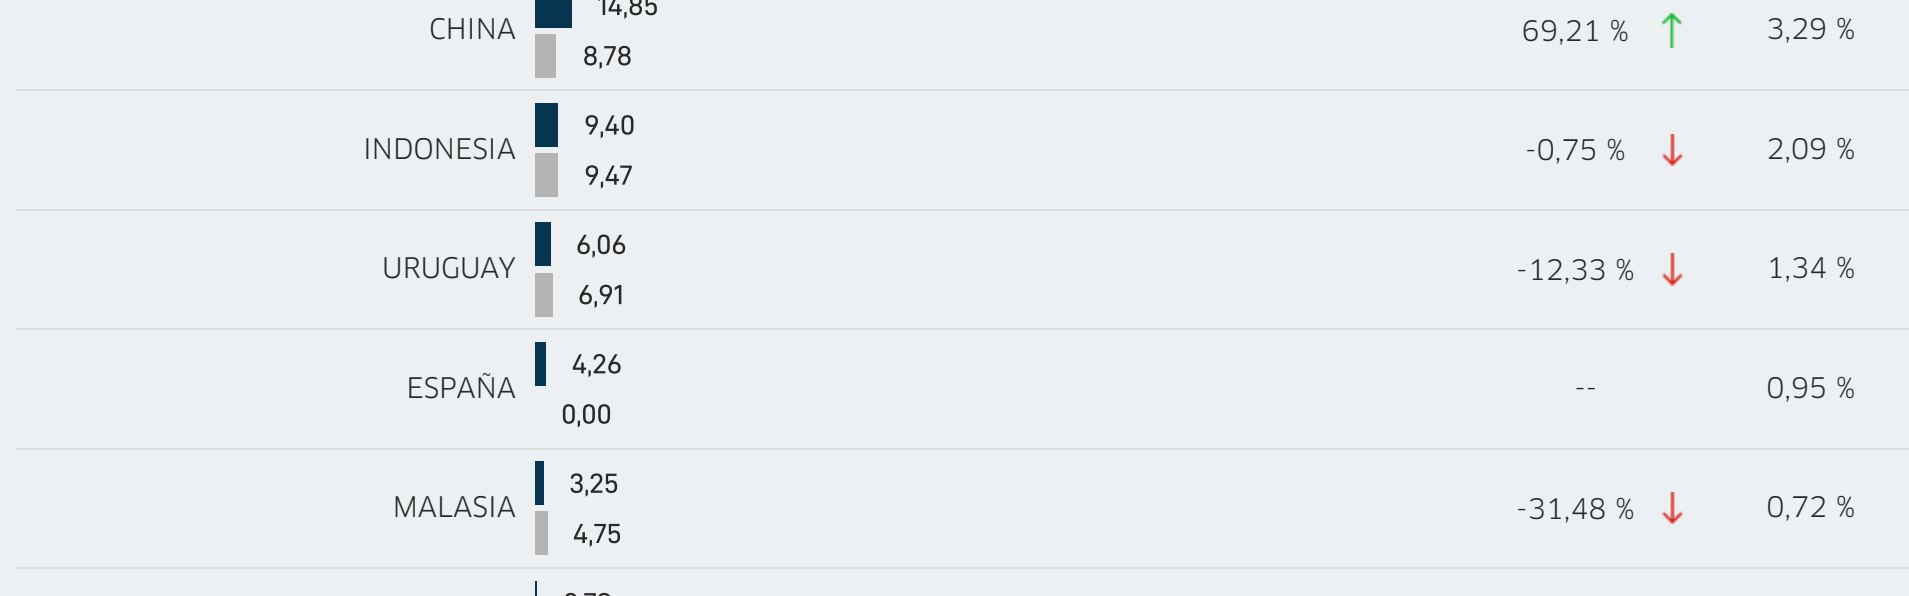 14,85
CHINA 69,21 % 3,29 %
8,78
9,40
INDONESIA -0,75 % 2,09 %
9,47
6,06
URUGUAY -12,33 % 1,34 %
6,91
4,26
ESPAÑA -- 0,95 %
0,00
3,25
MALASIA -31,48 % 0,72 %
4,75